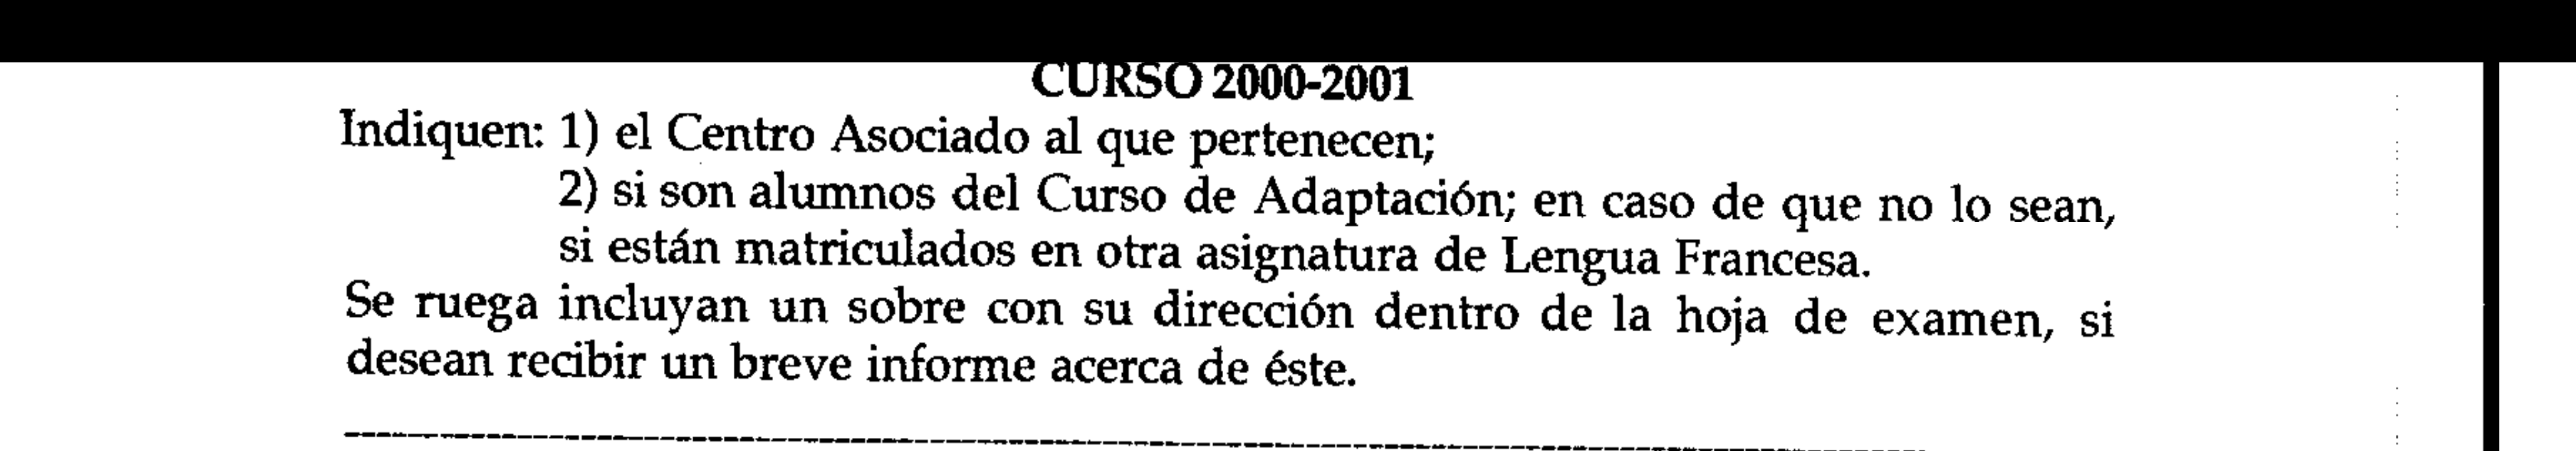 CURSO 2000-2001
Indiquen: 1) el Centro Asociado al que pertenecen;
2) si son alumnos del Curso de Adaptación; en caso de que no lo sean,
si están matriculados en otra asignatura de Lengua Francesa.
Se ruega incluyan un sobre con su dirección dentro de la hoja de examen, si
desean recibir un breve informe acerca de éste.